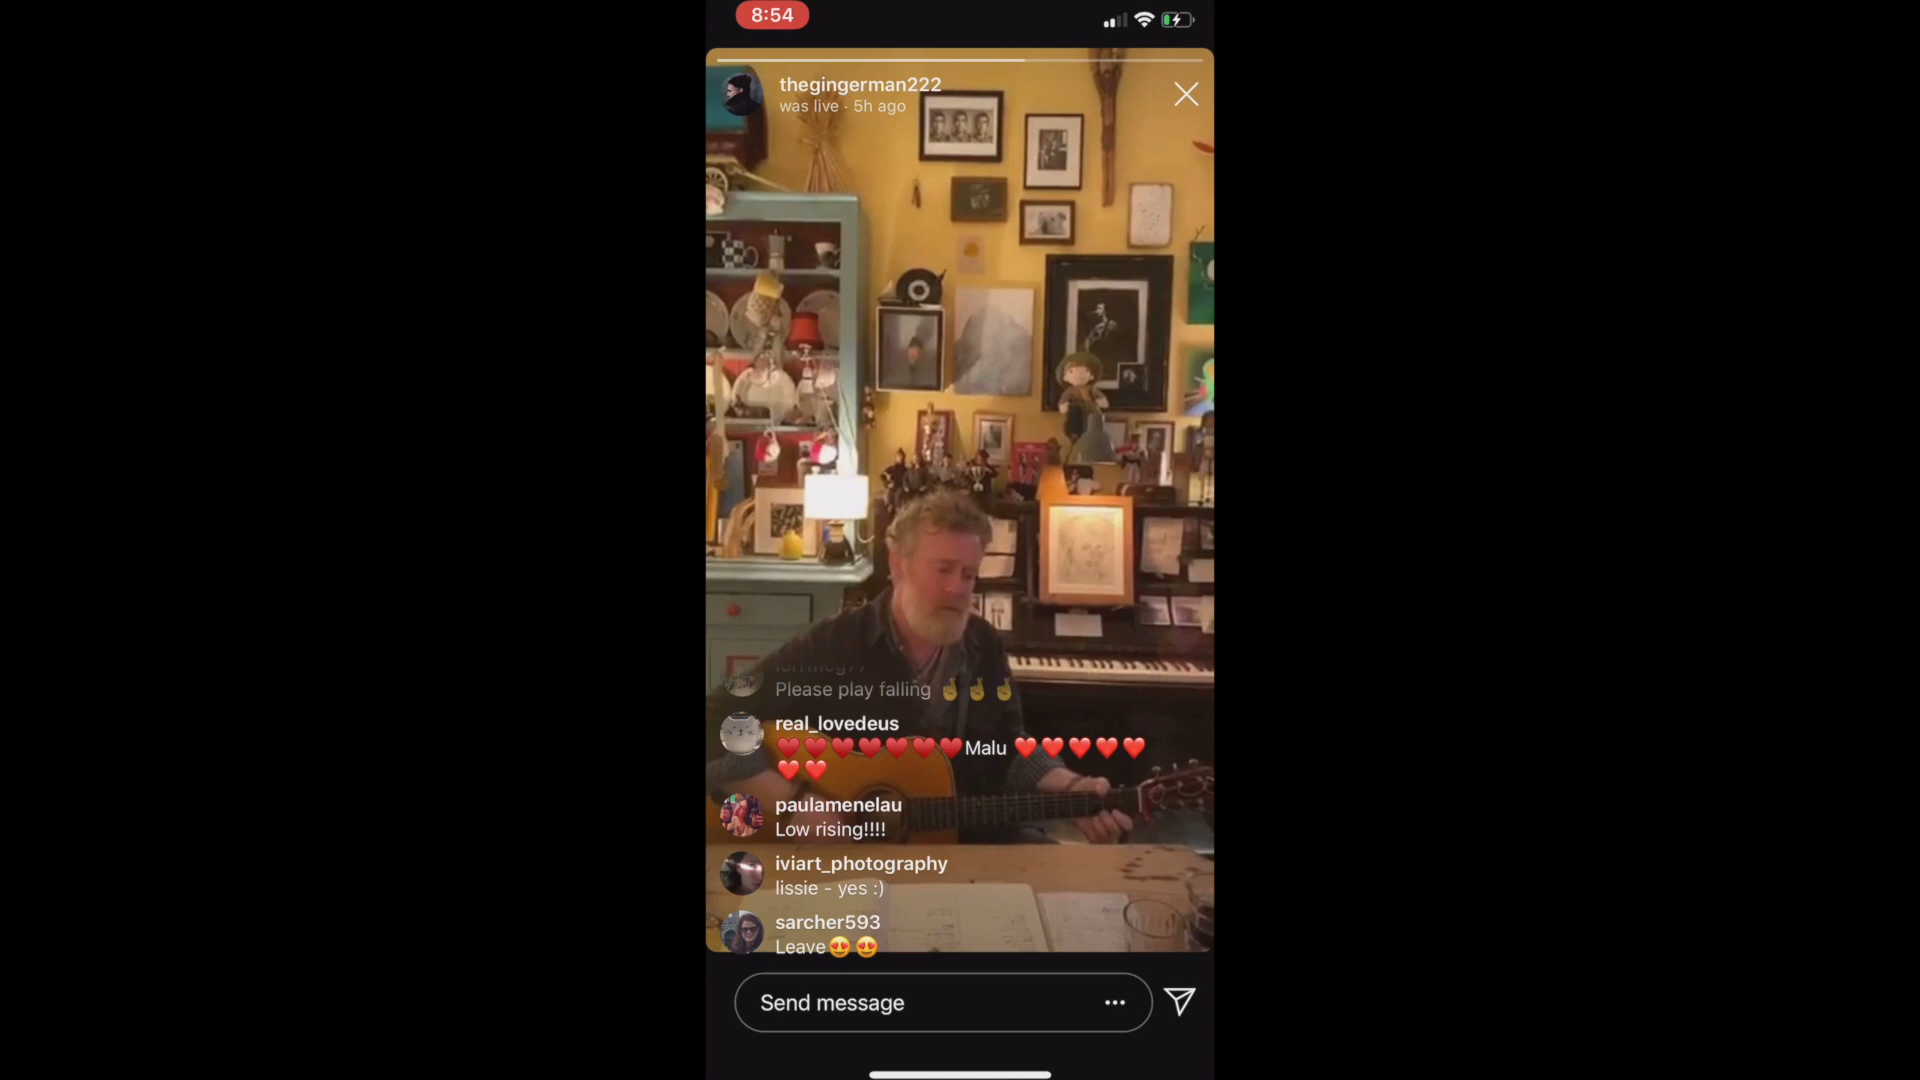 8:54
thegingerman222
was live · 5h ago
Please play falling 🤞🤞🤞
real_lovedeus
♥️♥️♥️♥️♥️♥️♥️Malu ❤️❤️❤️❤️❤️
❤️❤️
paulamenelau
Low rising!!!!
iviart_photography
lissie - yes :)
sarcher593
Leave😍😍
Send message